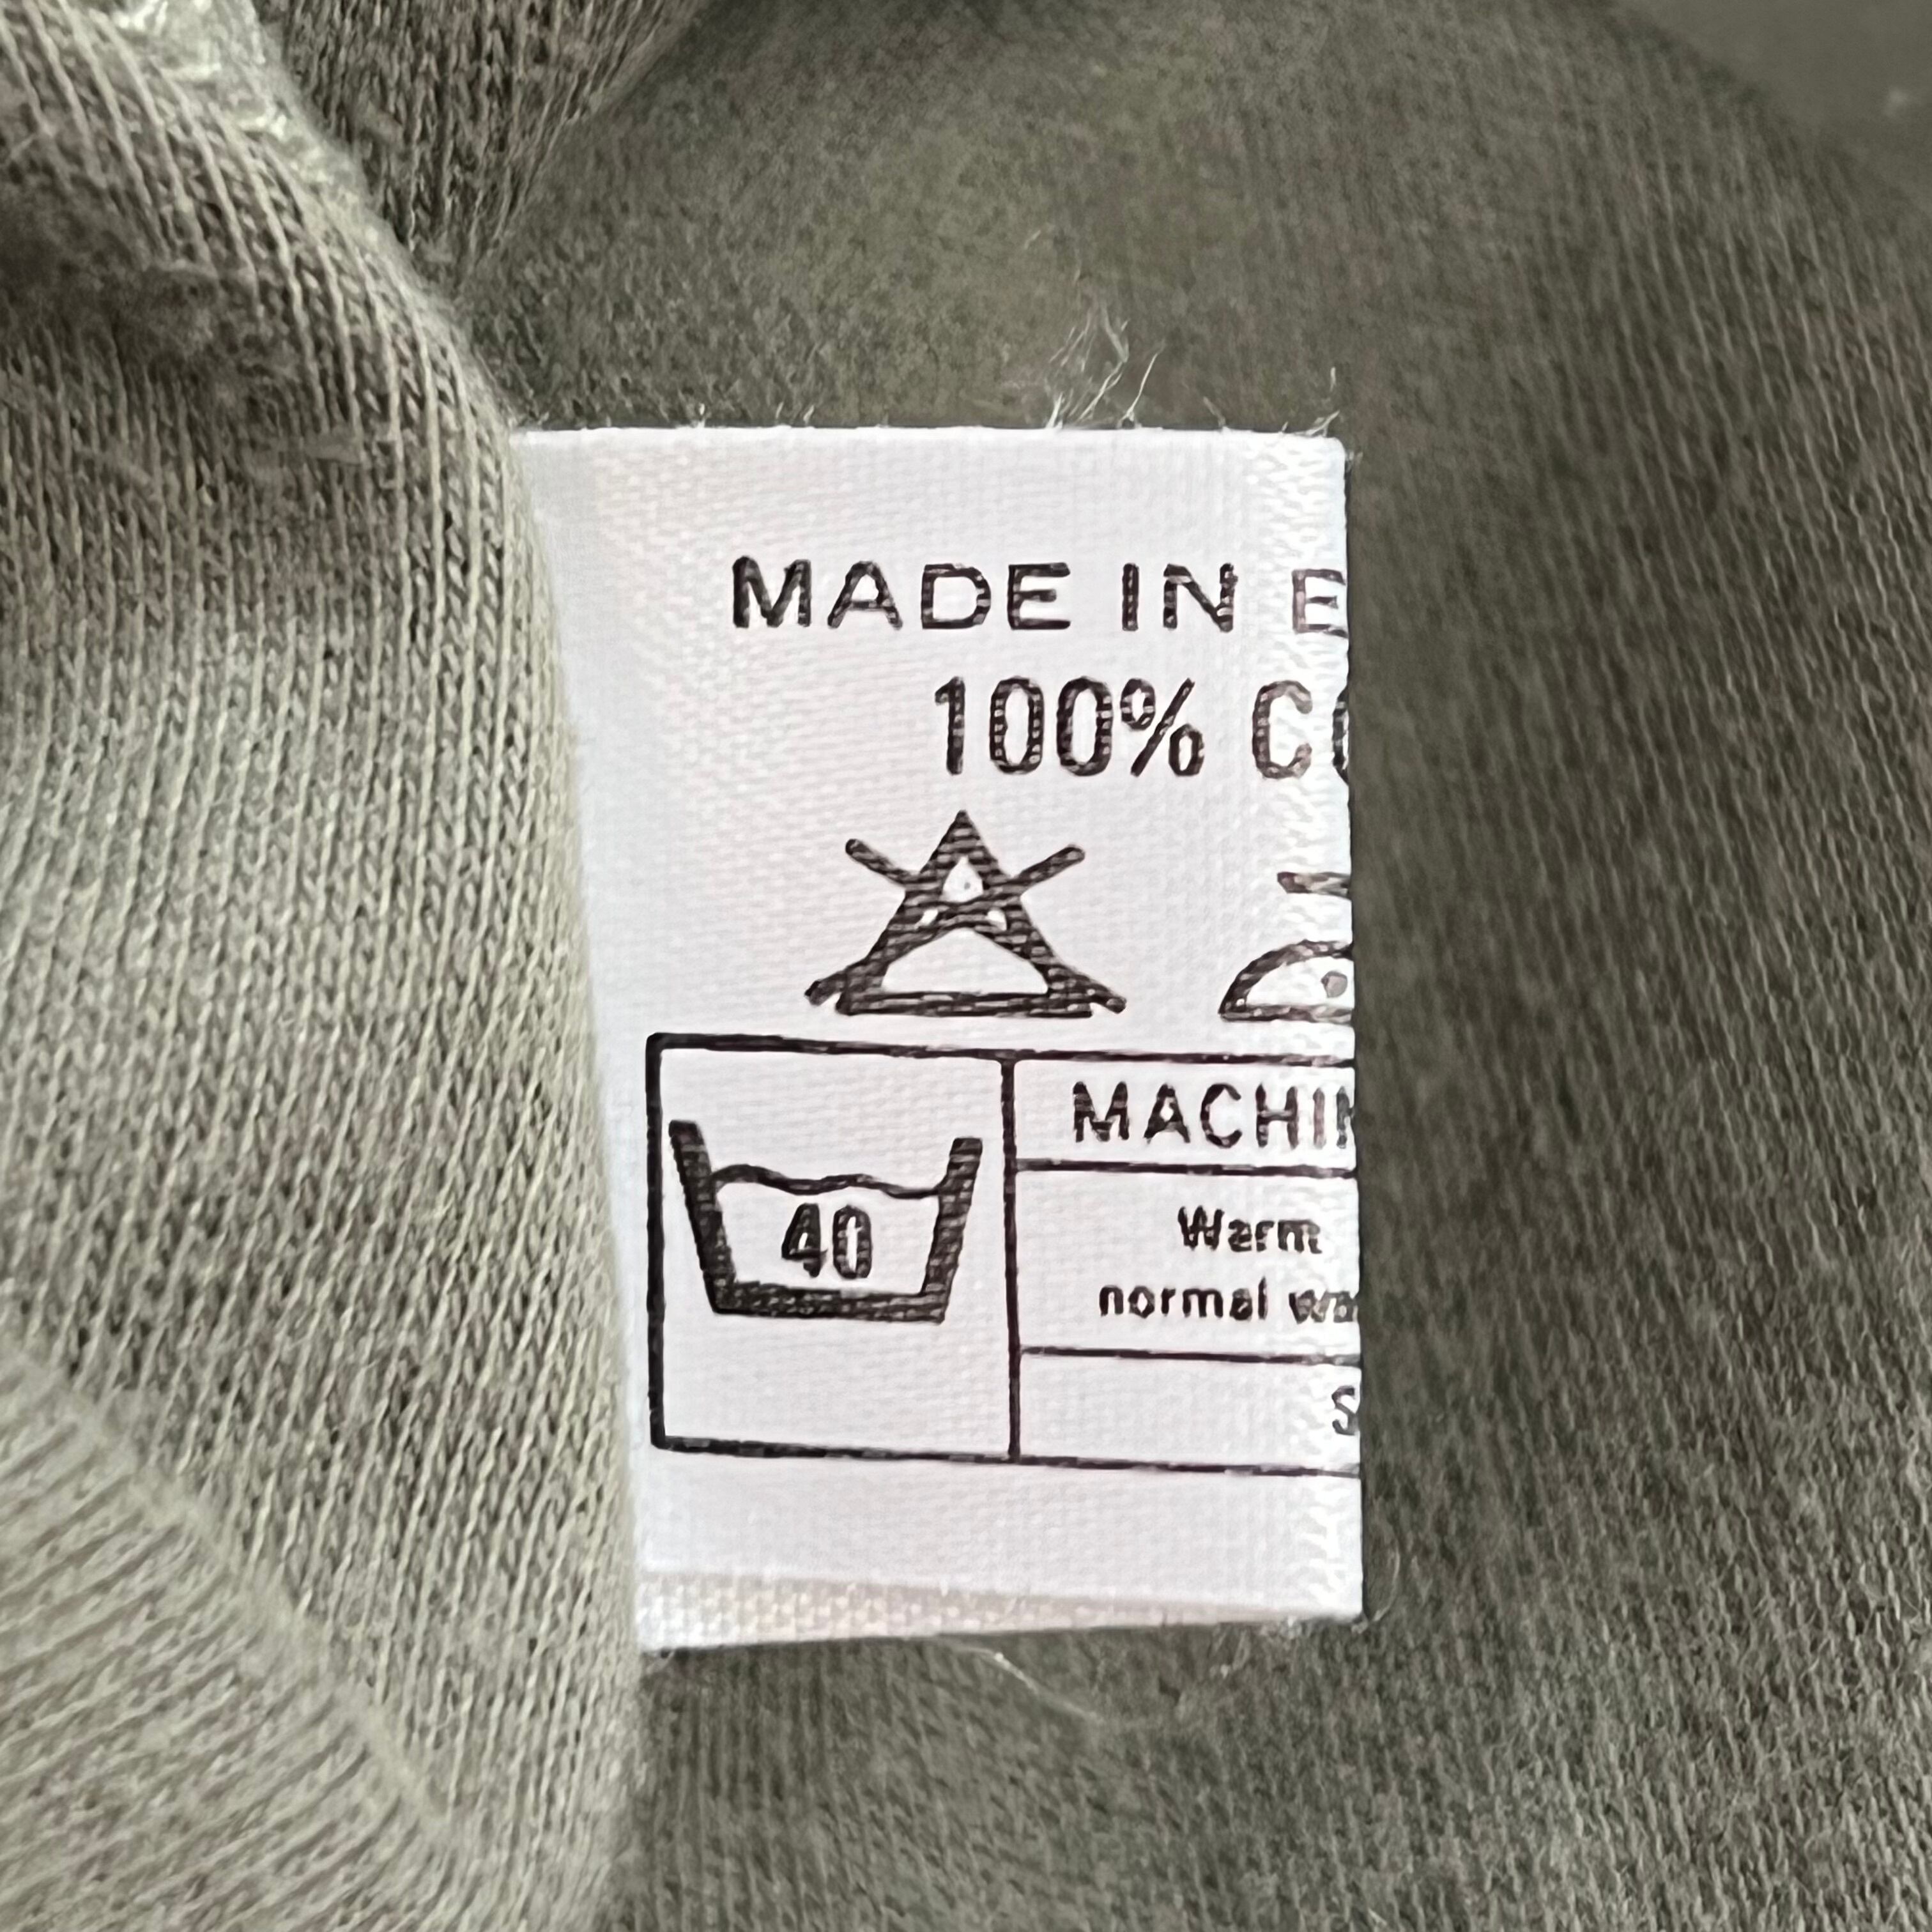 MADE IN E
100% CO
MACHIN
40
Warm
normal wa
S